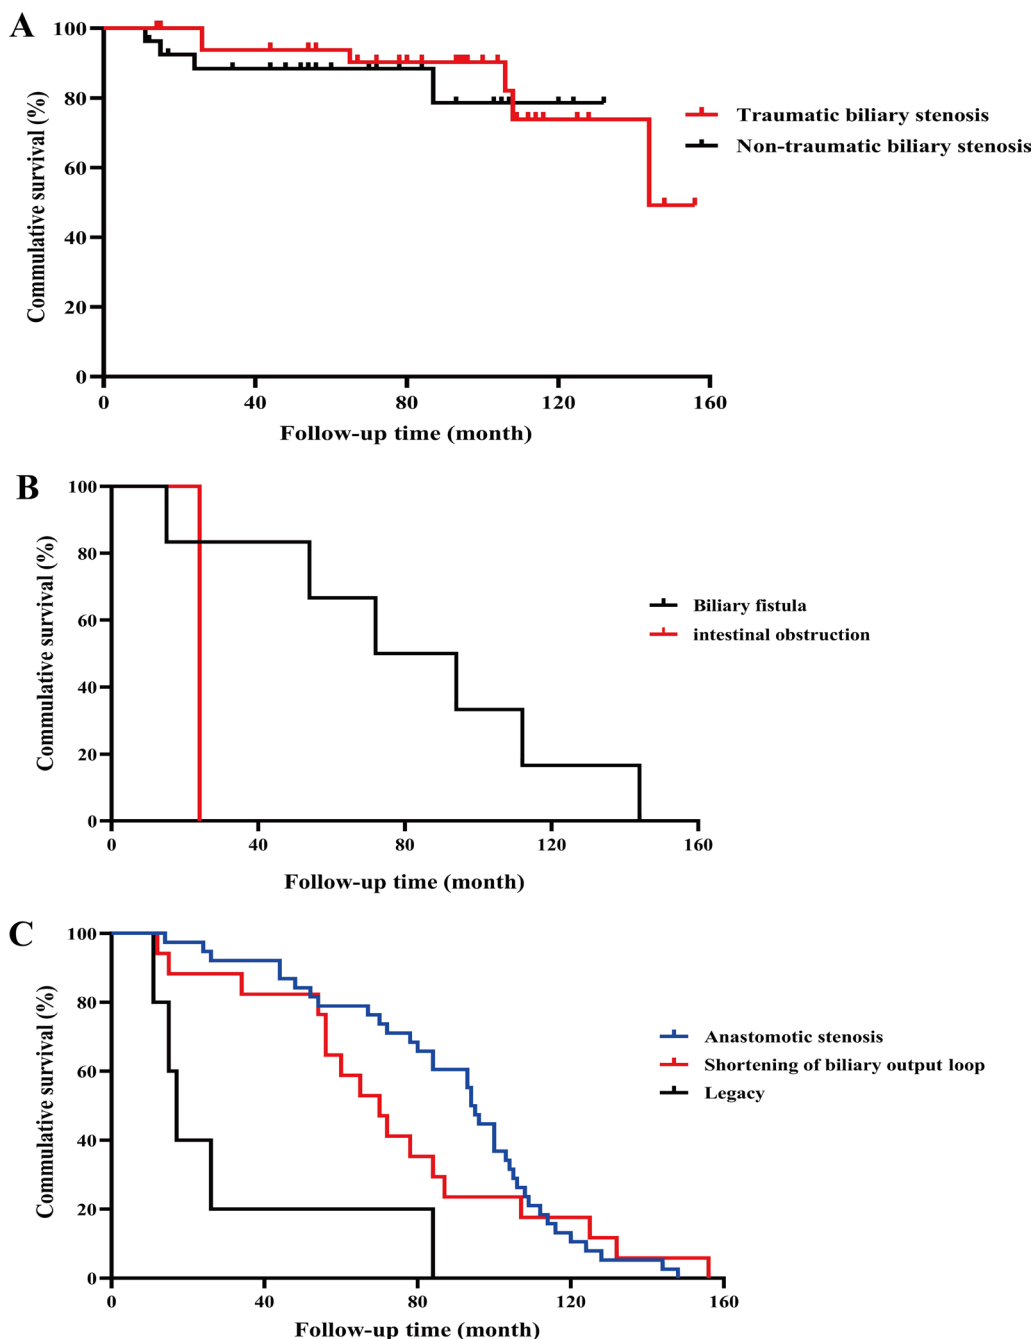 A
100
80
60
40
20
0
Commulative survival (%)
0 40 80 120 160
Follow-up time (month)
Traumatic biliary stenosis
Non-traumatic biliary stenosis
B
100
80
60
40
20
0
Commulative survival (%)
0 40 80 120 160
Follow-up time (month)
Biliary fistula
intestinal obstruction
C
100
80
60
40
20
0
Commulative survival (%)
0 40 80 120 160
Follow-up time (month)
Anastomotic stenosis
Shortening of biliary output loop
Legacy